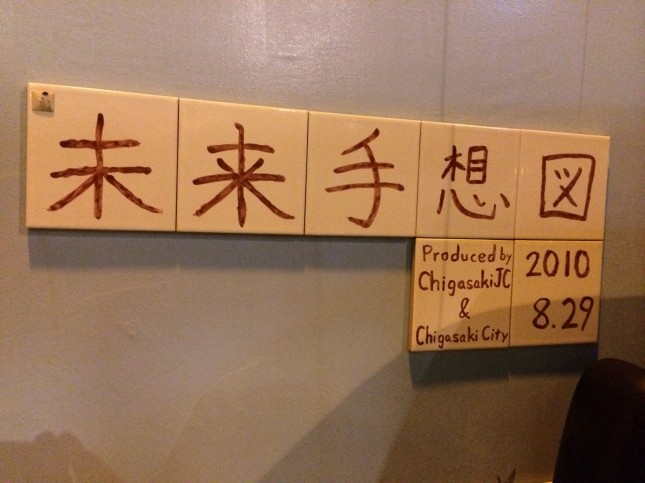 未来手想図
Produced by
ChigasakiJC
&
Chigasaki City
2010
8.29